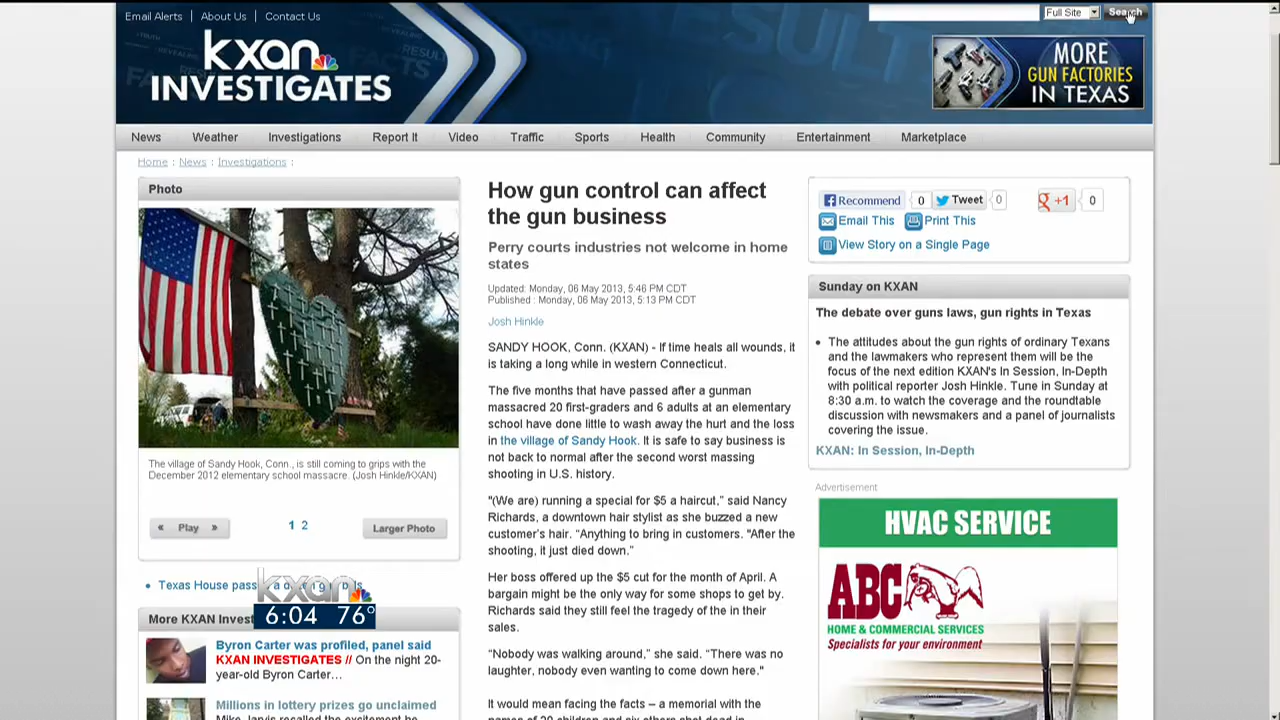 Email Alerts | About Us | Contact Us
Full Site
Search
kxan
INVESTIGATES
MORE
GUN FACTORIES
IN TEXAS
News Weather Investigations Report It Video Traffic Sports Health Community Entertainment Marketplace
Home : News : Investigations :
Photo
The village of Sandy Hook, Conn., is still coming to grips with the
December 2012 elementary school massacre. (Josh Hinkle/KXAN)
« Play »
1 2
Larger Photo
Texas House
kxan
6:04 76°
More KXAN
Byron Carter was profiled, panel said
KXAN INVESTIGATES // On the night 20-
year-old Byron Carter…
Millions in lottery prizes go unclaimed
Mike Jarvis recalled the excitement he
How gun control can affect
the gun business
Perry courts industries not welcome in home
states
Updated: Monday, 06 May 2013, 5:46 PM CDT
Published : Monday, 06 May 2013, 5:13 PM CDT
Josh Hinkle
SANDY HOOK, Conn. (KXAN) - If time heals all wounds, it
is taking a long while in western Connecticut.
The five months that have passed after a gunman
massacred 20 first-graders and 6 adults at an elementary
school have done little to wash away the hurt and the loss
in the village of Sandy Hook. It is safe to say business is
not back to normal after the second worst massing
shooting in U.S. history.
"(We are) running a special for $5 a haircut,” said Nancy
Richards, a downtown hair stylist as she buzzed a new
customer’s hair. “Anything to bring in customers. "After the
shooting, it just died down.”
Her boss offered up the $5 cut for the month of April. A
bargain might be the only way for some shops to get by.
Richards said they still feel the tragedy of the in their
sales.
“Nobody was walking around,” she said. “There was no
laughter, nobody even wanting to come down here."
It would mean facing the facts – a memorial with the
names of 20 children and six others shot dead in
Recommend 0 Tweet 0 +1 0
Email This Print This
View Story on a Single Page
Sunday on KXAN
The debate over guns laws, gun rights in Texas
The attitudes about the gun rights of ordinary Texans
and the lawmakers who represent them will be the
focus of the next edition KXAN's In Session, In-Depth
with political reporter Josh Hinkle. Tune in Sunday at
8:30 a.m. to watch the coverage and the roundtable
discussion with newsmakers and a panel of journalists
covering the issue.
KXAN: In Session, In-Depth
Advertisement
HVAC SERVICE
ABC
HOME & COMMERCIAL SERVICES
Specialists for your environment